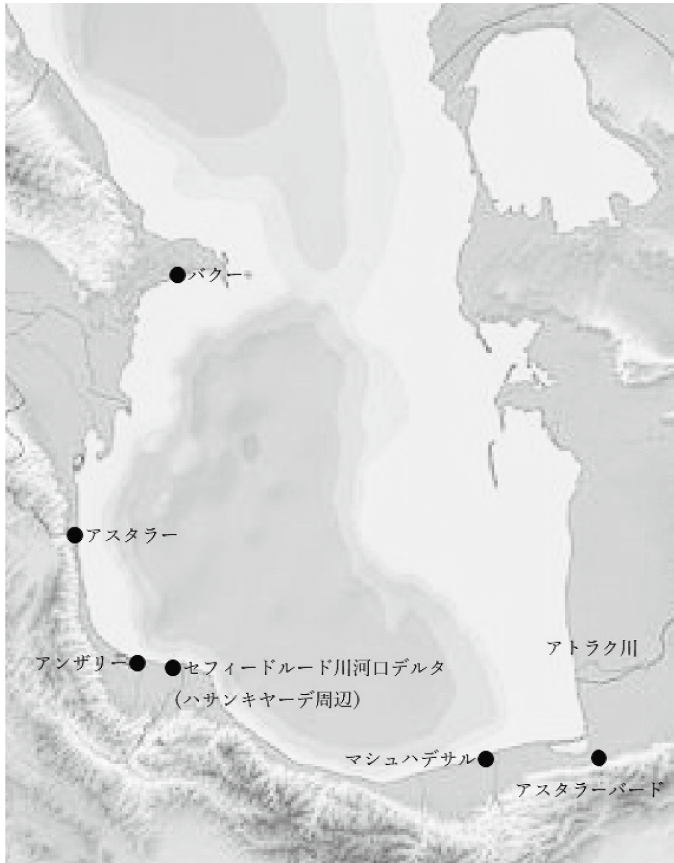 バクー
アスタラー
アンザリー
セフィードルード川河口デルタ
(ハサンキヤーデ周辺)
アトラク川
マシュハデサル
アスタラーバード